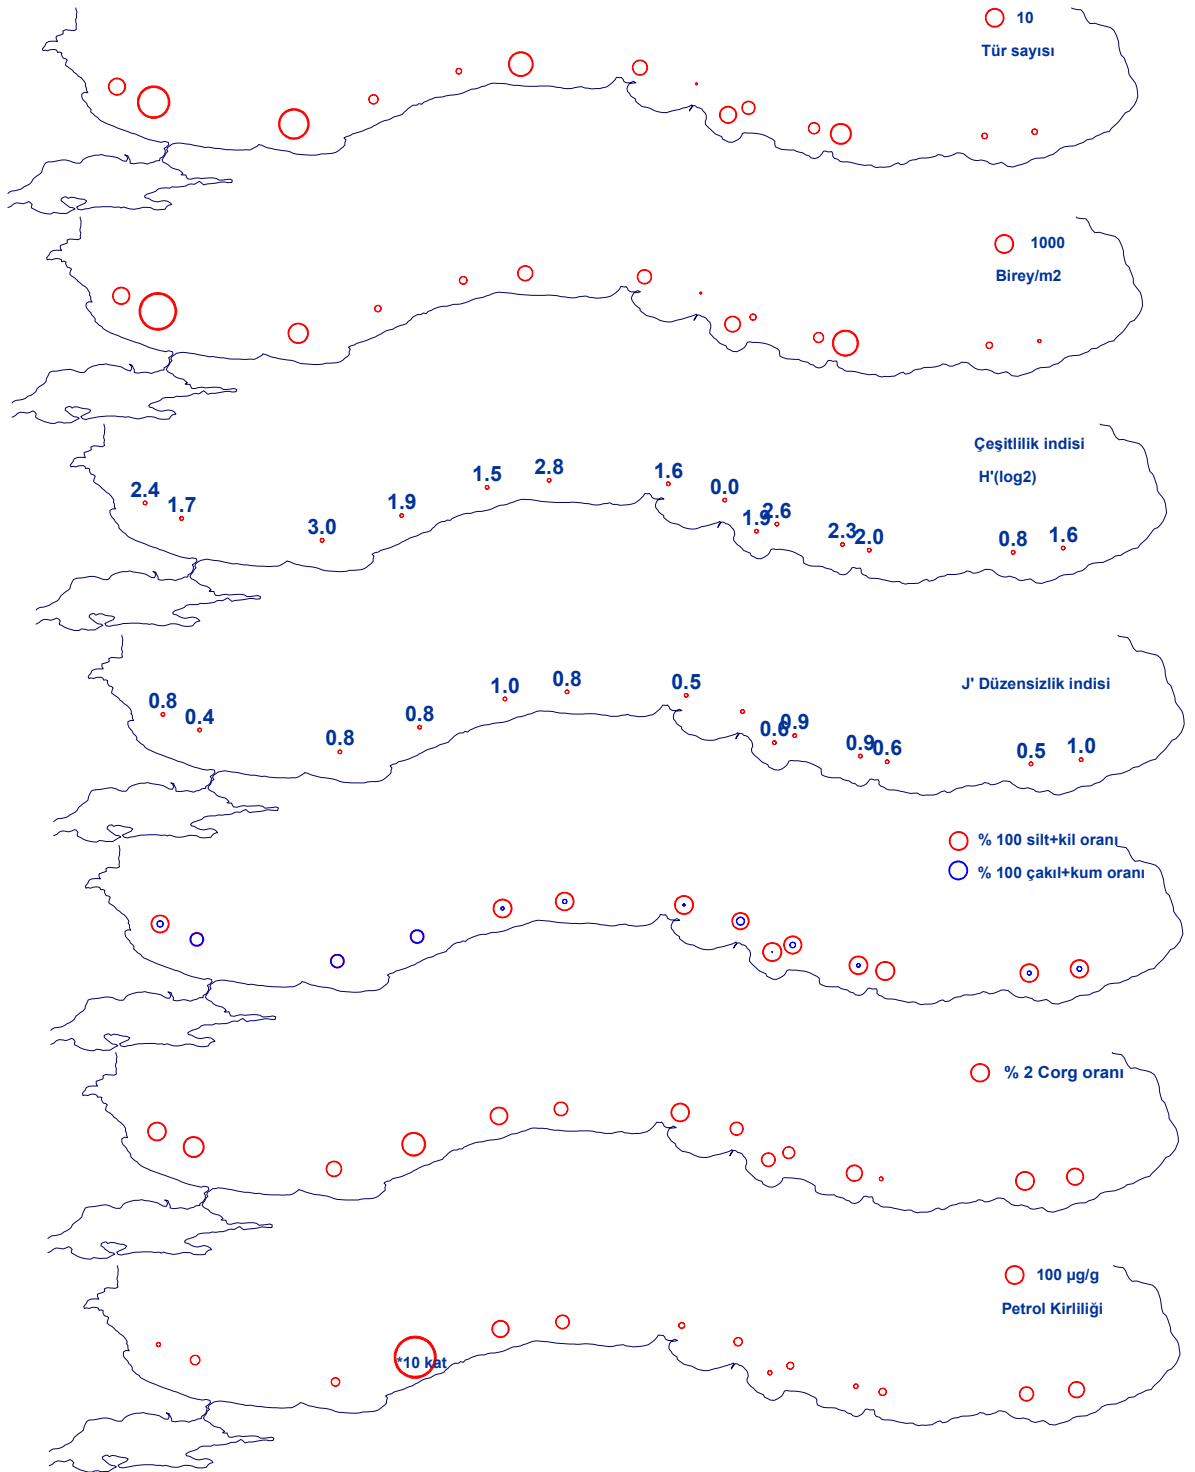 10
Tür sayısı
1000
Birey/m2
Çeşitlilik indisi
H'(log2)
2.4
1.7
3.0
1.9
1.5
2.8
1.6
0.0
1.9
2.6
2.3
2.0
0.8
1.6
J' Düzensizlik indisi
0.8
0.4
0.8
0.8
1.0
0.8
0.5
0.6
0.9
0.9
0.6
0.5
1.0
% 100 silt+kil oranı
% 100 çakıl+kum oranı
% 2 Corg oranı
100 µg/g
Petrol Kirliliği
*10 kat